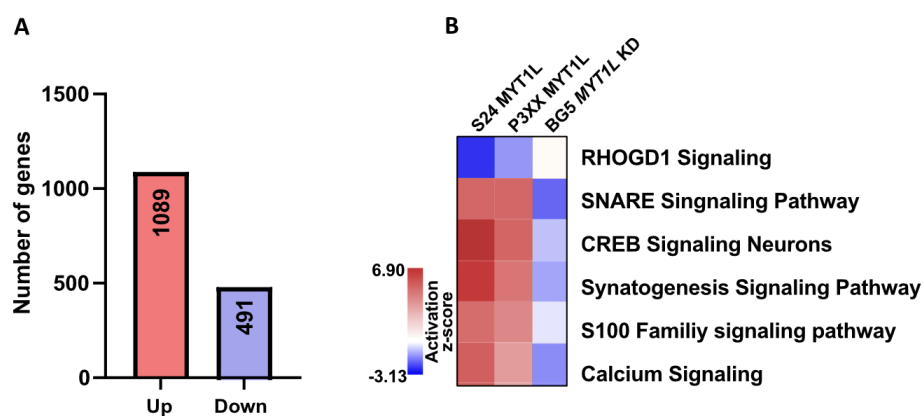 A
Number of genes
1500
1000
500
0
1089
491
Up
Down
B
S24 MYT1L
P3XX MYT1L
BG5 MYT1L KD
RHOGD1 Signaling
SNARE Singnaling Pathway
CREB Signaling Neurons
Synatogenesis Signaling Pathway
S100 Familiy signaling pathway
Calcium Signaling
6.90
-3.13
Activation
z-score